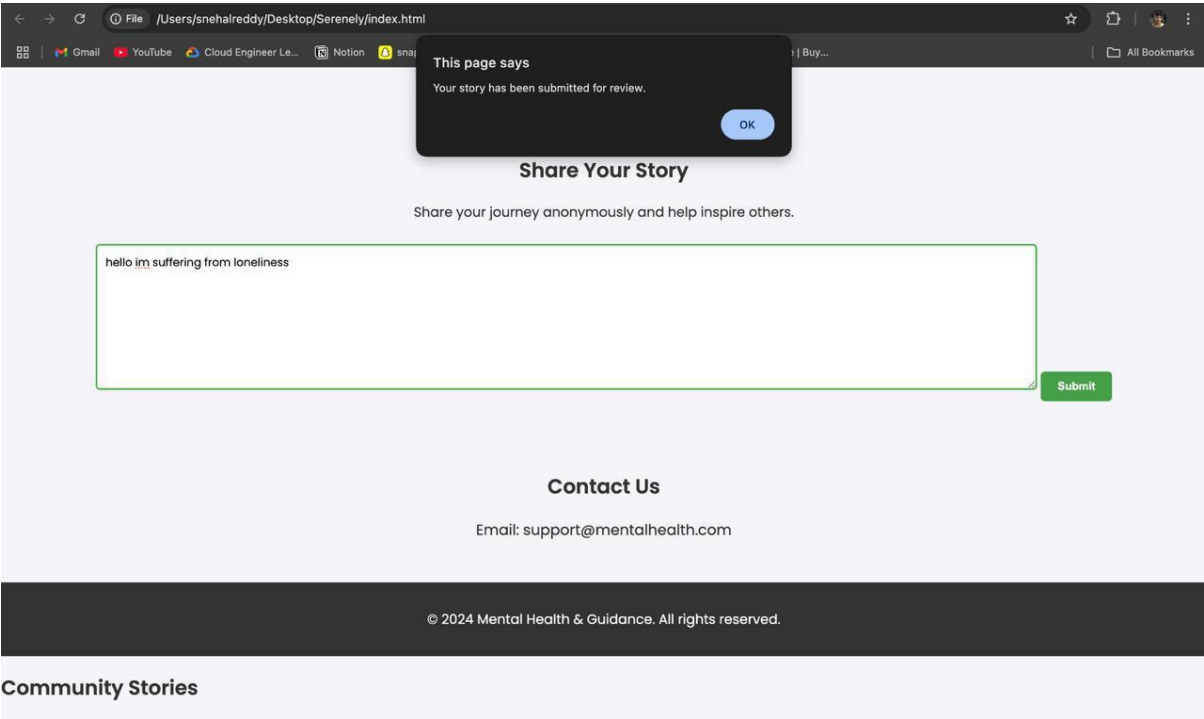 File /Users/snehalreddy/Desktop/Serenely/index.html
Gmail YouTube Cloud Engineer Le... Notion | Buy... All Bookmarks
This page says
Your story has been submitted for review.
OK
Share Your Story
Share your journey anonymously and help inspire others.
hello im suffering from loneliness
Submit
Contact Us
Email: support@mentalhealth.com
© 2024 Mental Health & Guidance. All rights reserved.
Community Stories